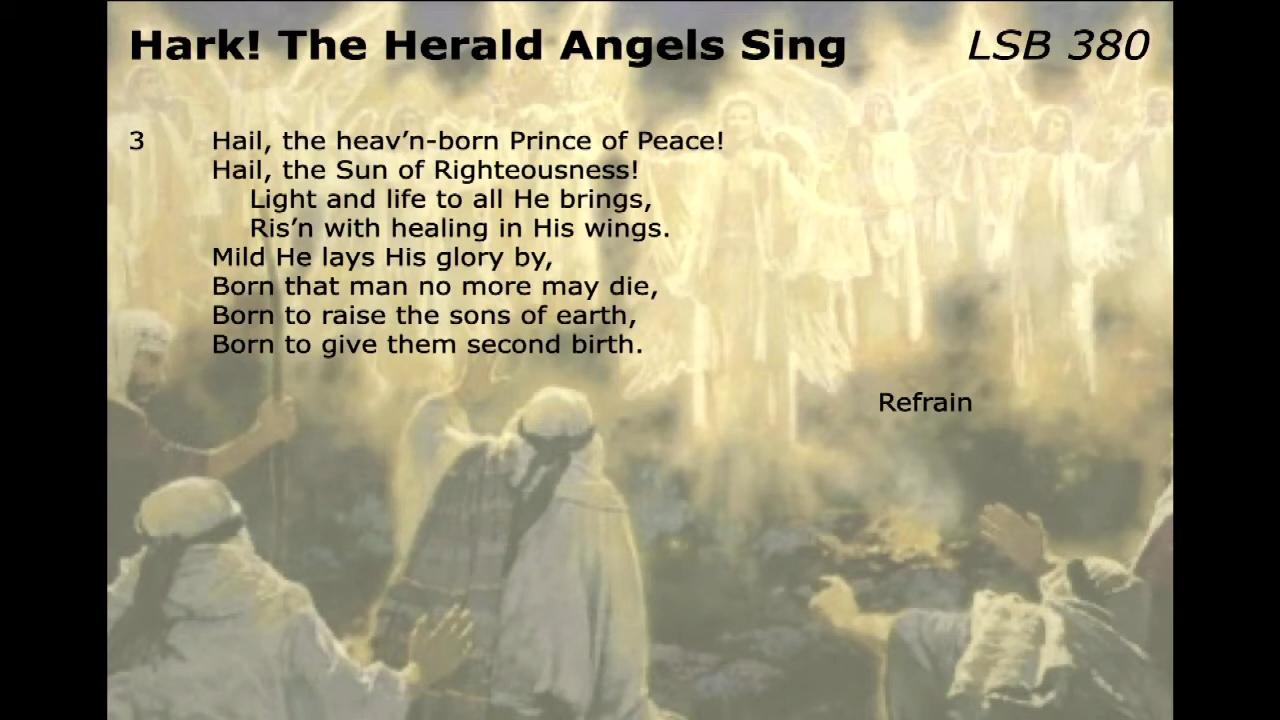 Hark! The Herald Angels Sing LSB 380
3 Hail, the heav’n-born Prince of Peace!
Hail, the Sun of Righteousness!
Light and life to all He brings,
Ris’n with healing in His wings.
Mild He lays His glory by,
Born that man no more may die,
Born to raise the sons of earth,
Born to give them second birth.
Refrain